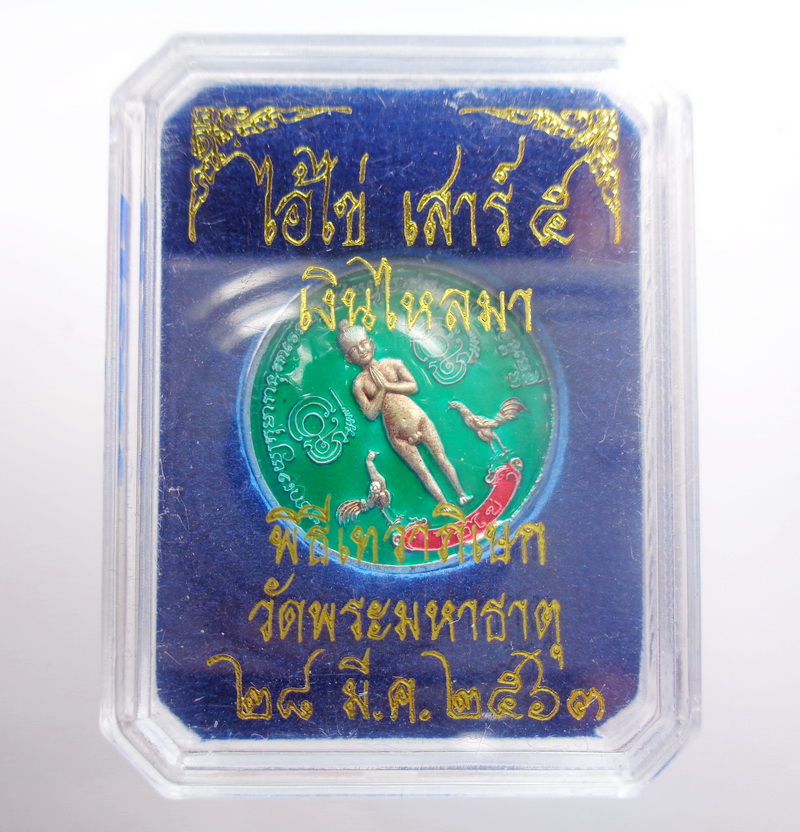 ไอ้ไข่ เสาร์ ๕
เงินไหลมา
พิธีเทวาภิเษก
วัดพระมหาธาตุ
๒๘ มี.ค.๒๕๖๓